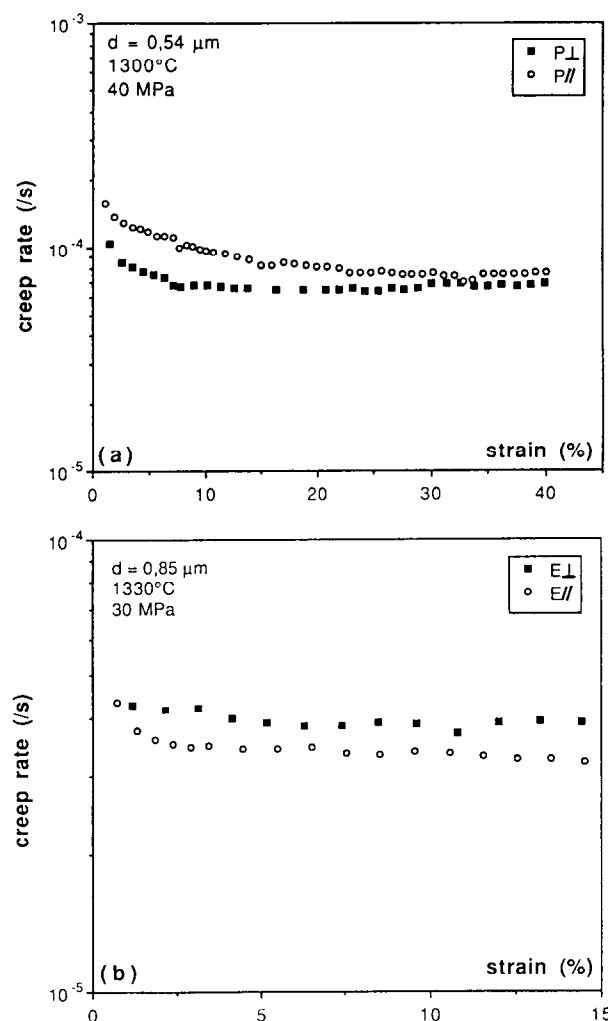 10-3
d = 0,54 µm
1300°C
40 MPa
P⊥
P//
creep rate (/s)
10-4
(a)
strain (%)
10-5
0
10
20
30
40
10-4
d = 0,85 µm
1330°C
30 MPa
E⊥
E//
creep rate (/s)
(b)
strain (%)
10-5
0
5
10
15